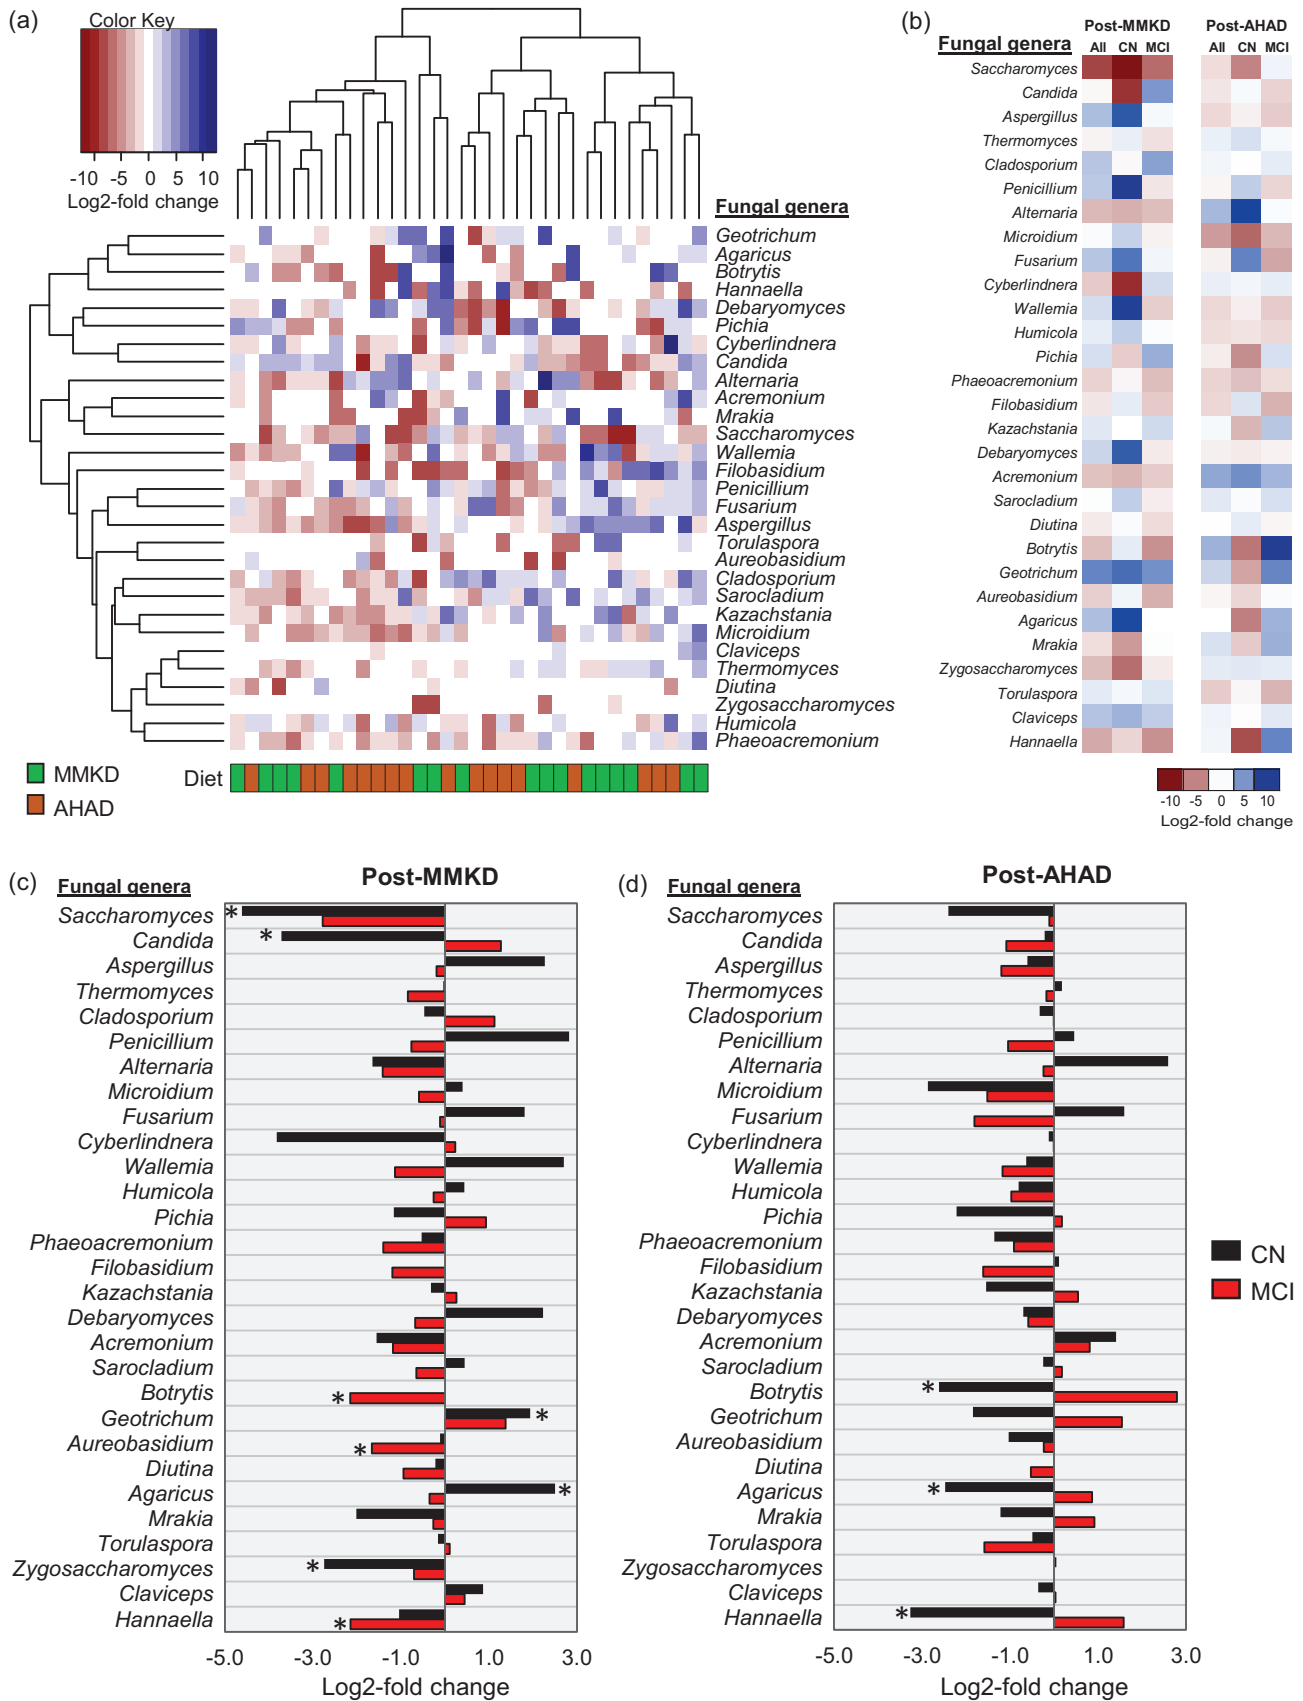 (a)
Color Key
-10 -5 0 5 10
Log2-fold change
Fungal genera
Geotrichum
Agaricus
Botrytis
Hannaella
Debaryomyces
Pichia
Cyberlindnera
Candida
Alternaria
Acremonium
Mrakia
Saccharomyces
Wallemia
Filobasidium
Penicillium
Fusarium
Aspergillus
Torulaspora
Aureobasidium
Cladosporium
Sarocladium
Kazachstania
Microidium
Claviceps
Thermomyces
Diutina
Zygosaccharomyces
Humicola
Phaeoacremonium
Diet
MMKD
AHAD
(b)
Post-MMKD Post-AHAD
Fungal genera All CN MCI All CN MCI
Saccharomyces
Candida
Aspergillus
Thermomyces
Cladosporium
Penicillium
Alternaria
Microidium
Fusarium
Cyberlindnera
Wallemia
Humicola
Pichia
Phaeoacremonium
Filobasidium
Kazachstania
Debaryomyces
Acremonium
Sarocladium
Diutina
Botrytis
Geotrichum
Aureobasidium
Agaricus
Mrakia
Zygosaccharomyces
Torulaspora
Claviceps
Hannaella
-10 -5 0 5 10
Log2-fold change
(c)
Fungal genera
Post-MMKD
Saccharomyces *
Candida *
Aspergillus
Thermomyces
Cladosporium
Penicillium
Alternaria
Microidium
Fusarium
Cyberlindnera
Wallemia
Humicola
Pichia
Phaeoacremonium
Filobasidium
Kazachstania
Debaryomyces
Acremonium
Sarocladium
Botrytis *
Geotrichum *
Aureobasidium *
Diutina
Agaricus *
Mrakia
Torulaspora
Zygosaccharomyces *
Claviceps
Hannaella *
-5.0 -3.0 -1.0 1.0 3.0
Log2-fold change
(d)
Fungal genera
Post-AHAD
Saccharomyces
Candida
Aspergillus
Thermomyces
Cladosporium
Penicillium
Alternaria
Microidium
Fusarium
Cyberlindnera
Wallemia
Humicola
Pichia
Phaeoacremonium
Filobasidium
Kazachstania
Debaryomyces
Acremonium
Sarocladium
Botrytis *
Geotrichum
Aureobasidium
Diutina
Agaricus *
Mrakia
Torulaspora
Zygosaccharomyces
Claviceps
Hannaella *
-5.0 -3.0 -1.0 1.0 3.0
Log2-fold change
CN
MCI